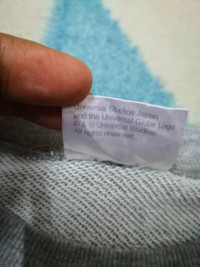 Universal Studios Japan
and the Universal Globe Logo
© & ® Universal Studios.
All rights reserved.